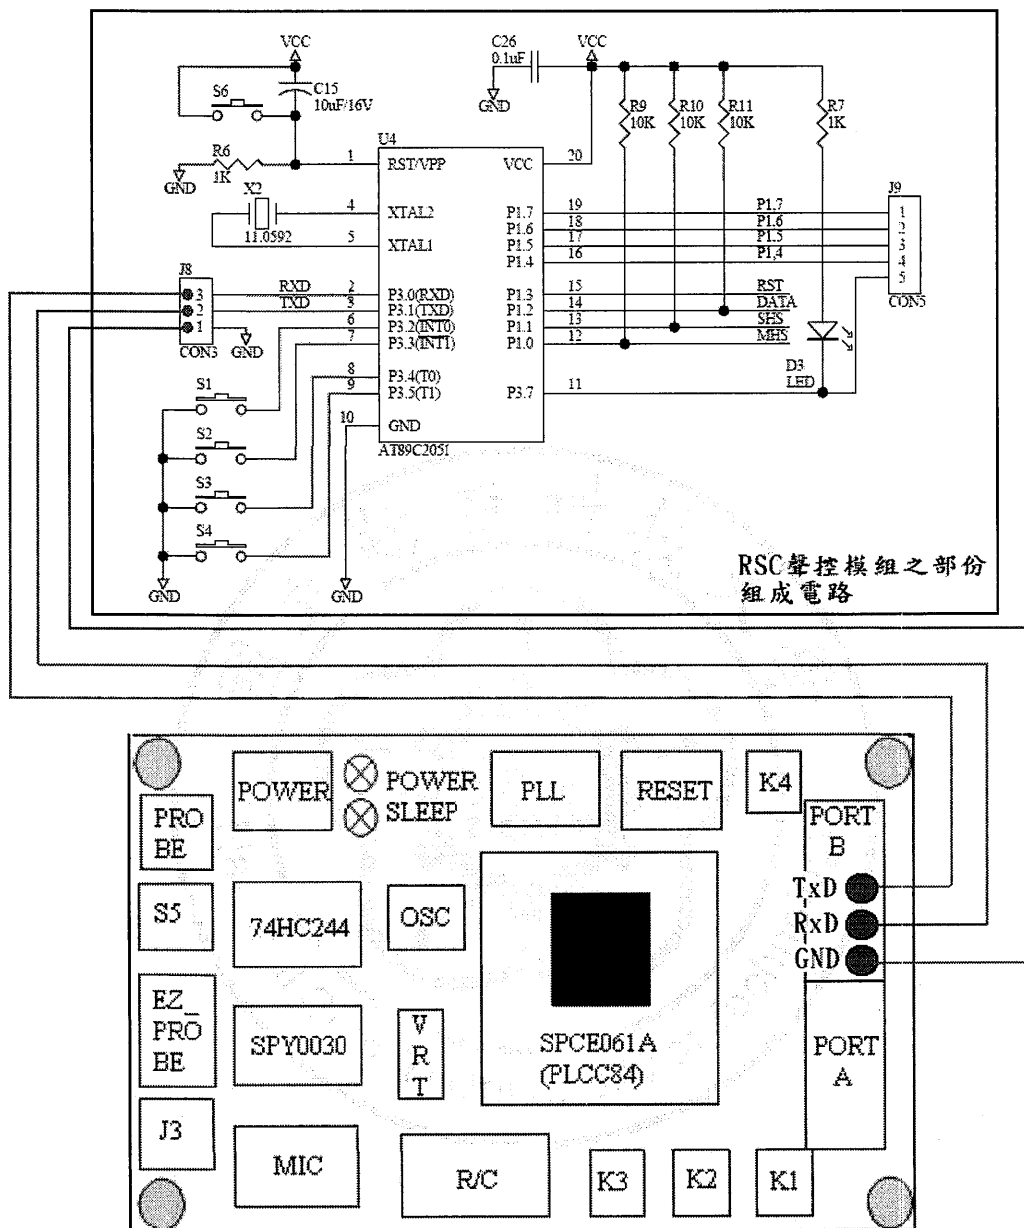 VCC
C15
10uF/16V
S6
R6
1K
GND
X2
11.0592
J8
3
2
1
CON3
RXD
TXD
GND
S1
S2
S3
S4
GND
GND
C26
0.1uF
GND
VCC
R9
10K
R10
10K
R11
10K
R7
1K
U4
1
RST/VPP
4
XTAL2
5
XTAL1
2
P3.0(RXD)
3
P3.1(TXD)
6
P3.2(INT0)
7
P3.3(INT1)
8
P3.4(T0)
9
P3.5(T1)
10
GND
AT89C2051
VCC
20
P1.7
19
P1.7
P1.6
18
P1.6
P1.5
17
P1.5
P1.4
16
P1,4
P1.3
15
RST
P1.2
14
DATA
P1.1
13
SHS
P1.0
12
MHS
P3.7
11
D3
LED
J9
1
2
3
4
5
CON5
RSC聲控模組之部份
組成電路
POWER
POWER
SLEEP
PLL
RESET
K4
PRO
BE
PORT
B
TxD
RxD
GND
S5
74HC244
OSC
EZ_
PRO
BE
SPY0030
V
R
T
SPCE061A
(PLCC84)
PORT
A
J3
MIC
R/C
K3
K2
K1